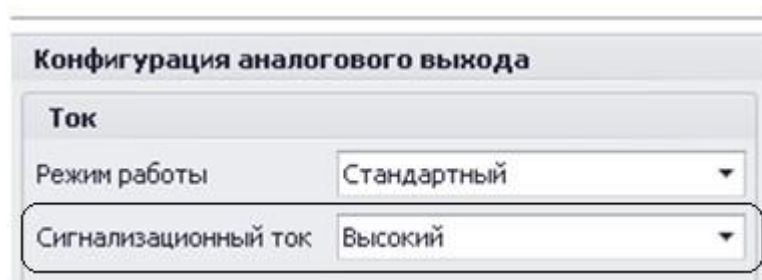 Конфигурация аналогового выхода
Ток
Режим работы Стандартный
Сигнализационный ток Высокий